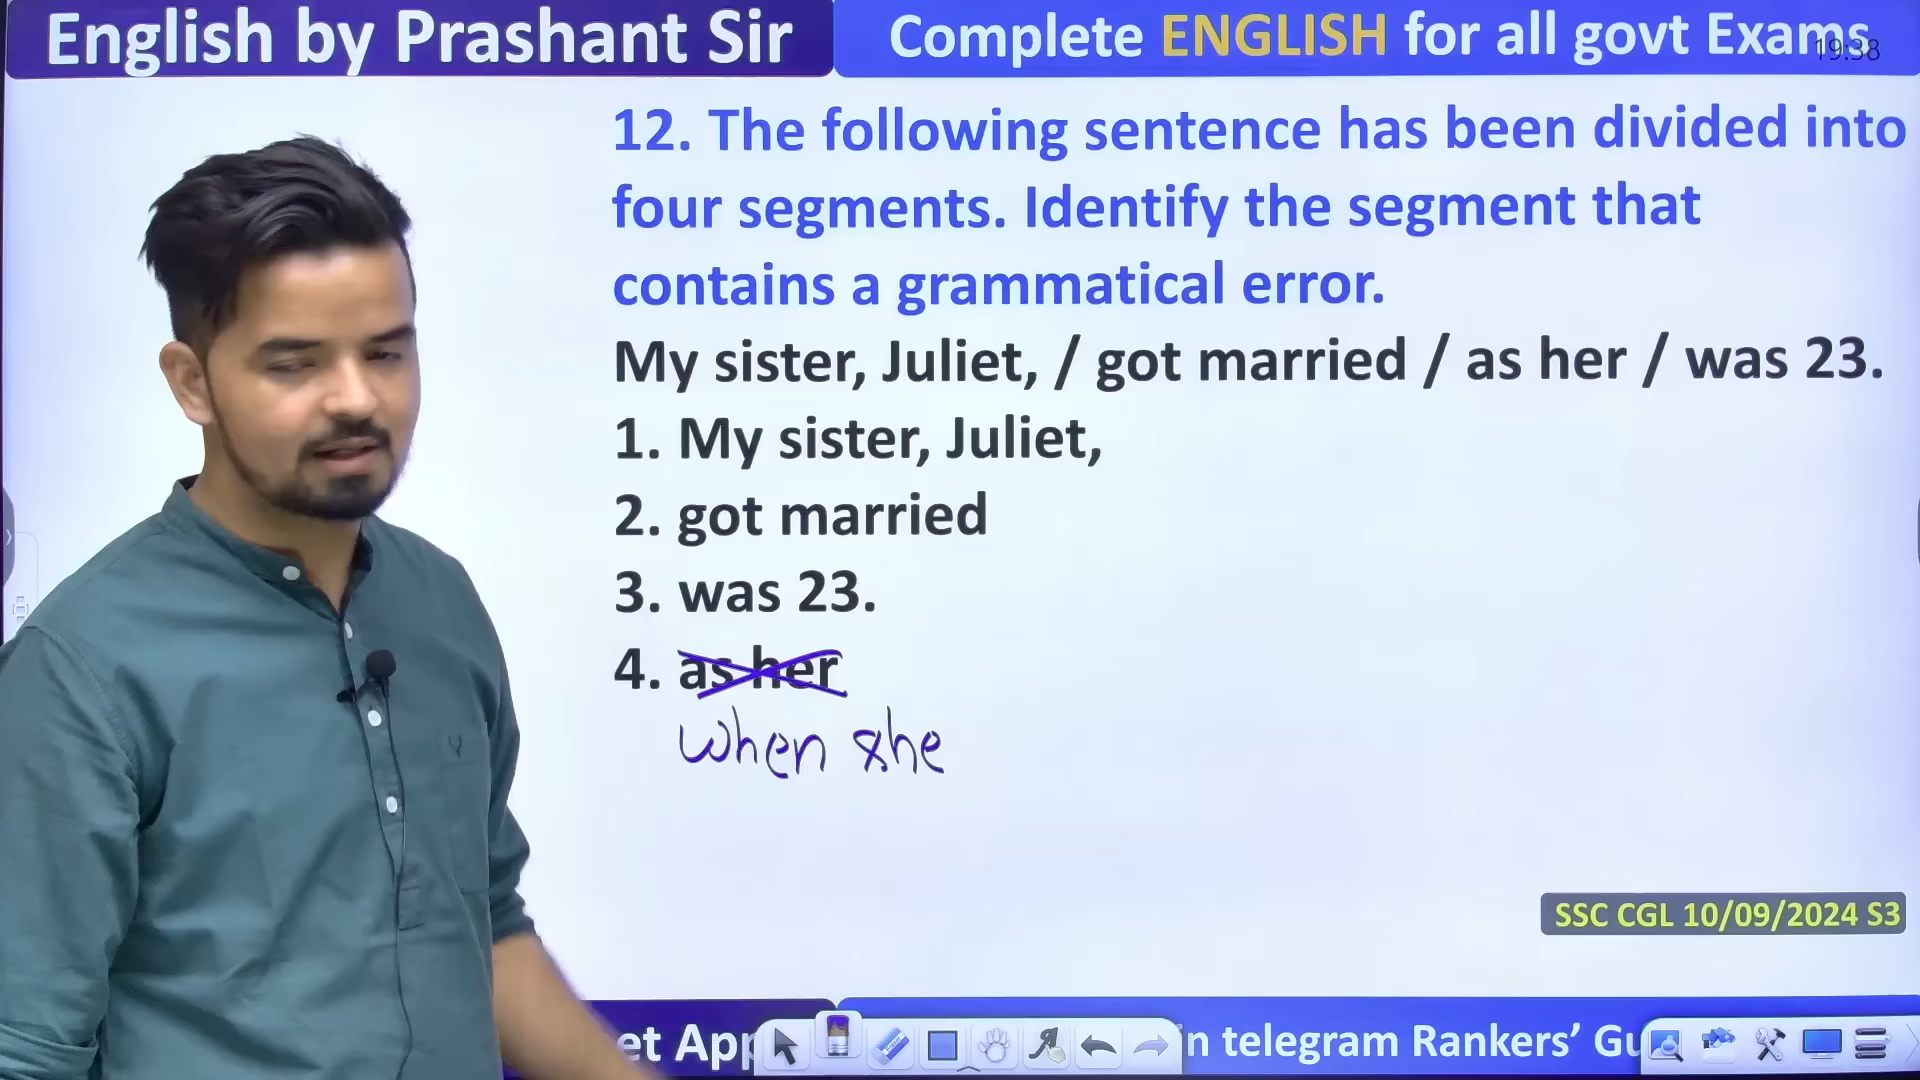 English by Prashant Sir
Complete ENGLISH for all govt Exams
19:38
12. The following sentence has been divided into
four segments. Identify the segment that
contains a grammatical error.
My sister, Juliet, / got married / as her / was 23.
1. My sister, Juliet,
2. got married
3. was 23.
4. as her
when she
SSC CGL 10/09/2024 S3
et App
in telegram Rankers’ Gu